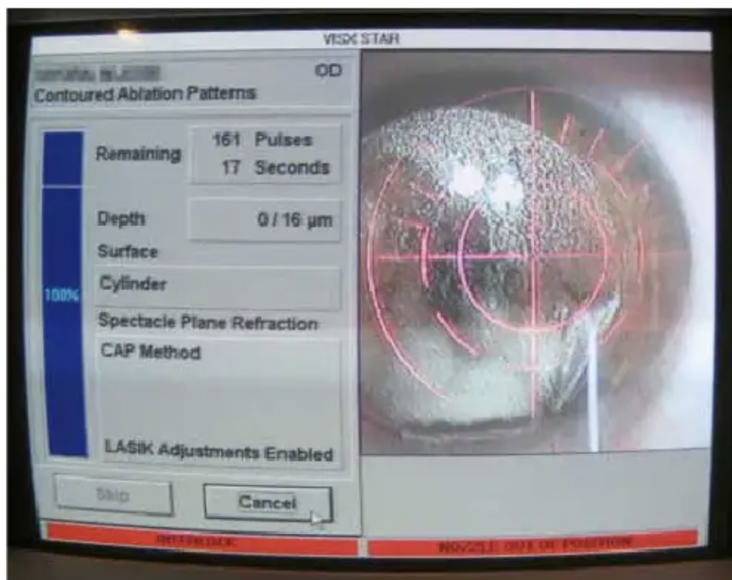 VISX STAR
OD
Contoured Ablation Patterns
Remaining
161 Pulses
17 Seconds
Depth
0 / 16 µm
Surface
Cylinder
100%
Spectacle Plane Refraction
CAP Method
LASIK Adjustments Enabled
Skip
Cancel
INTERLOCK
NOZZLE OUT OF POSITION